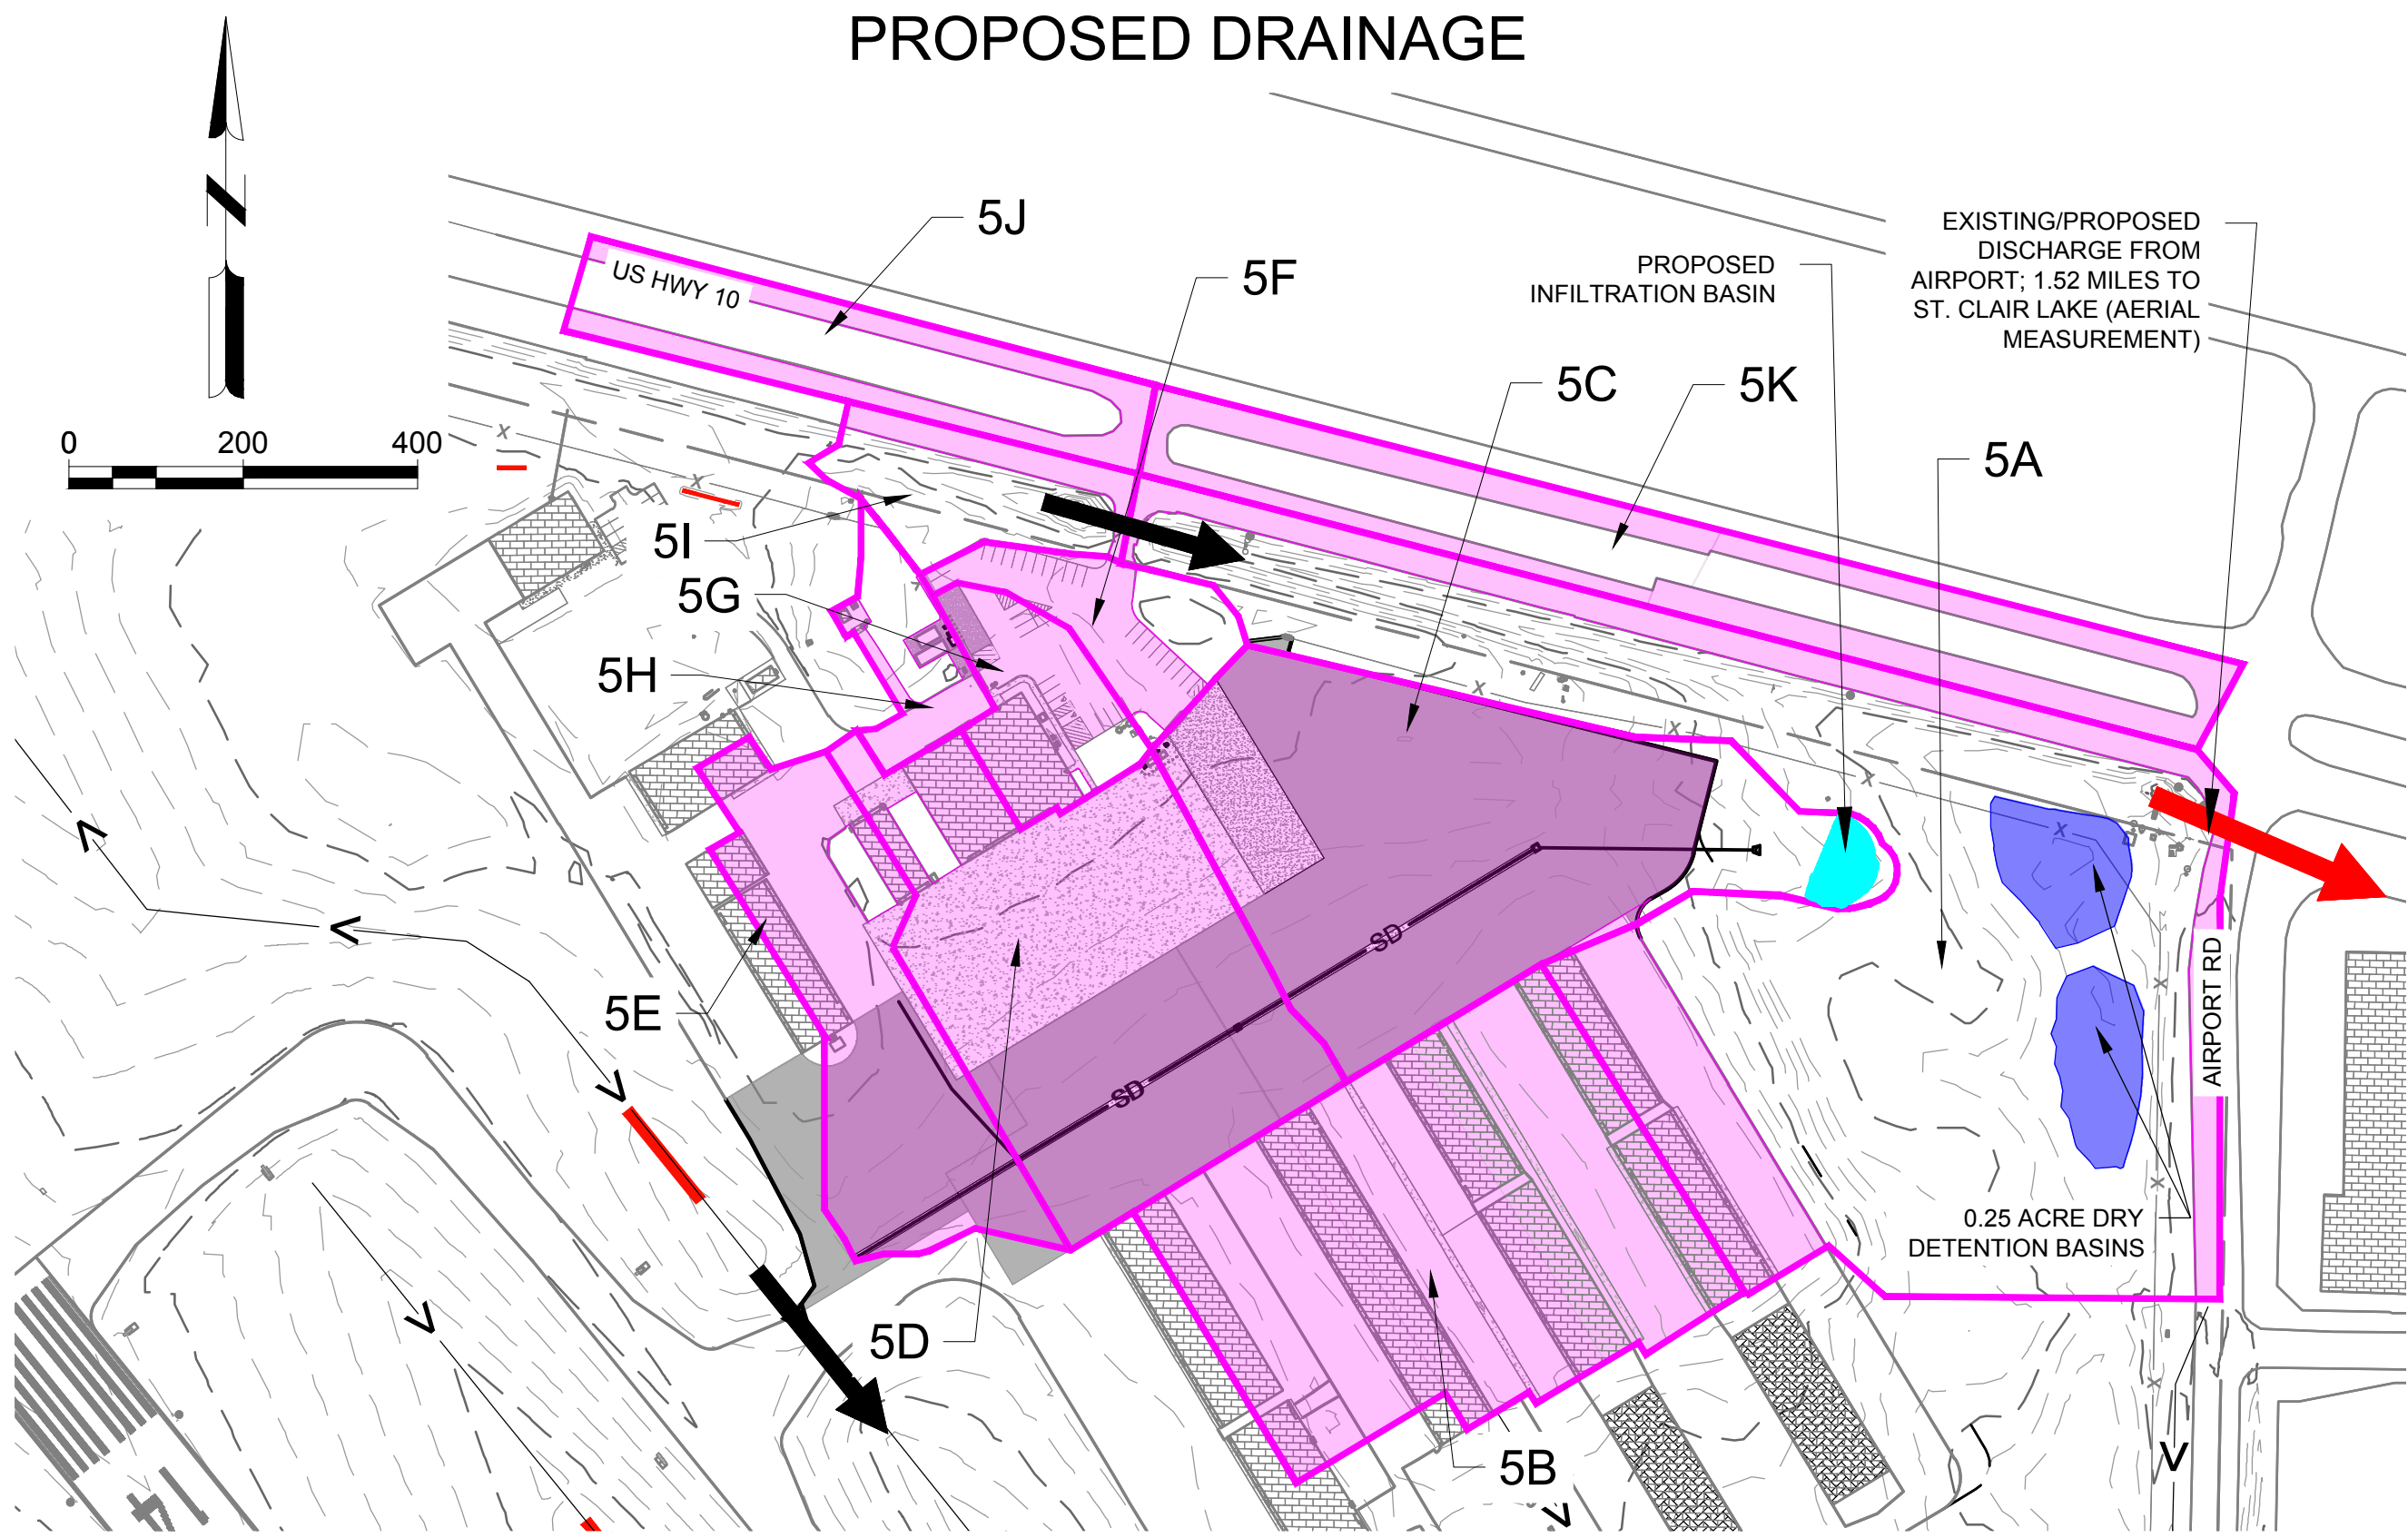 PROPOSED DRAINAGE
N
0 200 400
US HWY 10
5J
5F
PROPOSED
INFILTRATION BASIN
EXISTING/PROPOSED
DISCHARGE FROM
AIRPORT; 1.52 MILES TO
ST. CLAIR LAKE (AERIAL
MEASUREMENT)
5C
5K
5A
5I
5G
5H
5E
SD
SD
AIRPORT RD
0.25 ACRE DRY
DETENTION BASINS
5D
5B